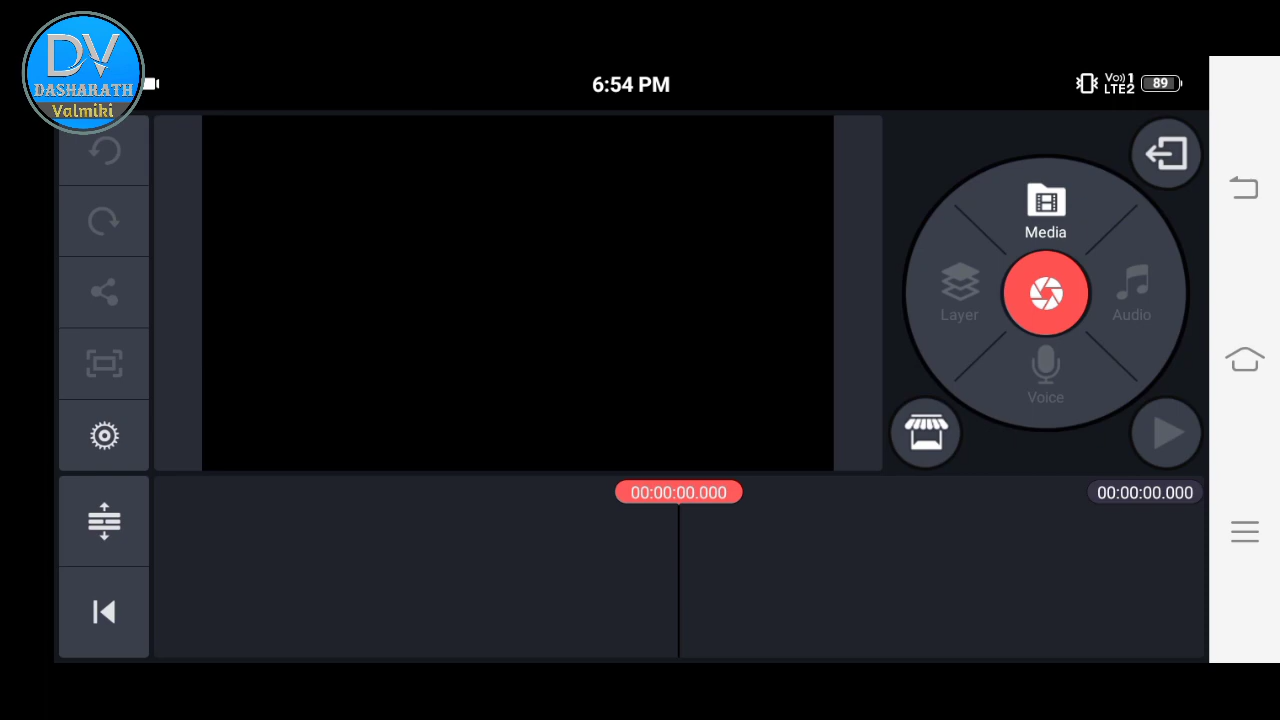 DV
DASHARATH
Valmiki
6:54 PM
Vo)) 1
LTE2
89
Media
Layer
Audio
Voice
00:00:00.000
00:00:00.000